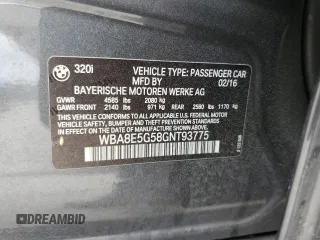 320i
VEHICLE TYPE: PASSENGER CAR
MFD BY 02/16
BAYERISCHE MOTOREN WERKE AG
GVWR 4585 lbs 2080 kg
GAWR FRONT 2140 lbs 971 kg REAR 2580 lbs 1170 kg
THIS VEHICLE CONFORMS TO ALL APPLICABLE U.S. FEDERAL
MOTOR VEHICLE SAFETY, BUMPER, AND THEFT PREVENTION
STANDARDS IN EFFECT ON THE DATE OF MANUFACTURE
SHOWN ABOVE.
WBA8E5G58GNT93775
DREAMBID